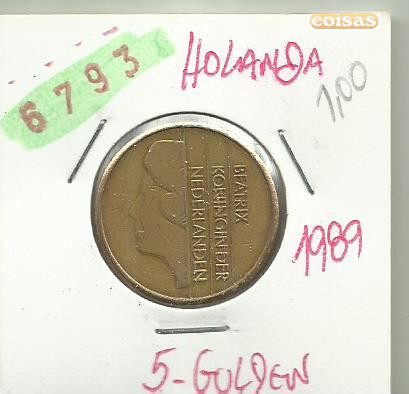 coisas
6793
HOLANDA
1,00
BEATRIX
KONINGIN DER
NEDERLANDEN
1989
5-GULDEN